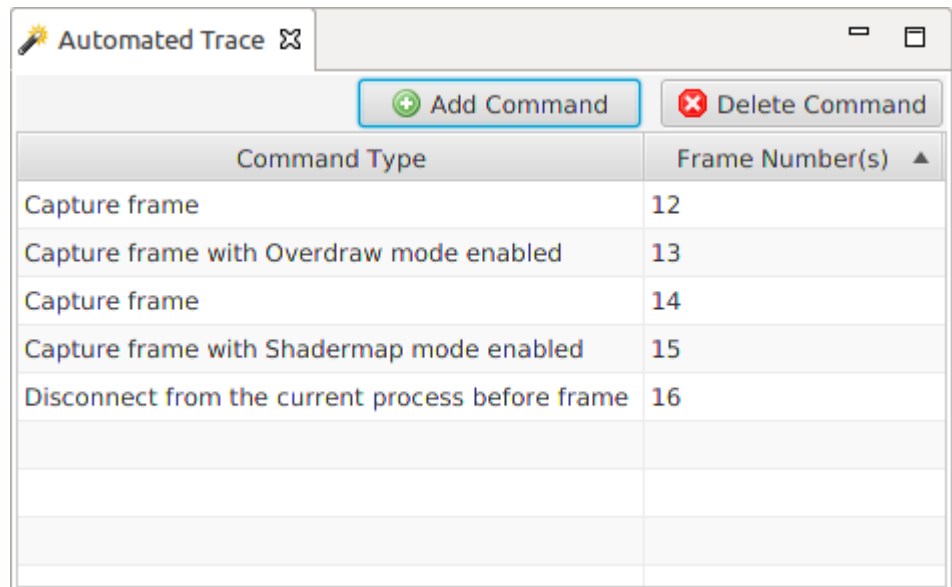 Automated Trace
Add Command Delete Command
Command Type Frame Number(s)
Capture frame 12
Capture frame with Overdraw mode enabled 13
Capture frame 14
Capture frame with Shadermap mode enabled 15
Disconnect from the current process before frame 16